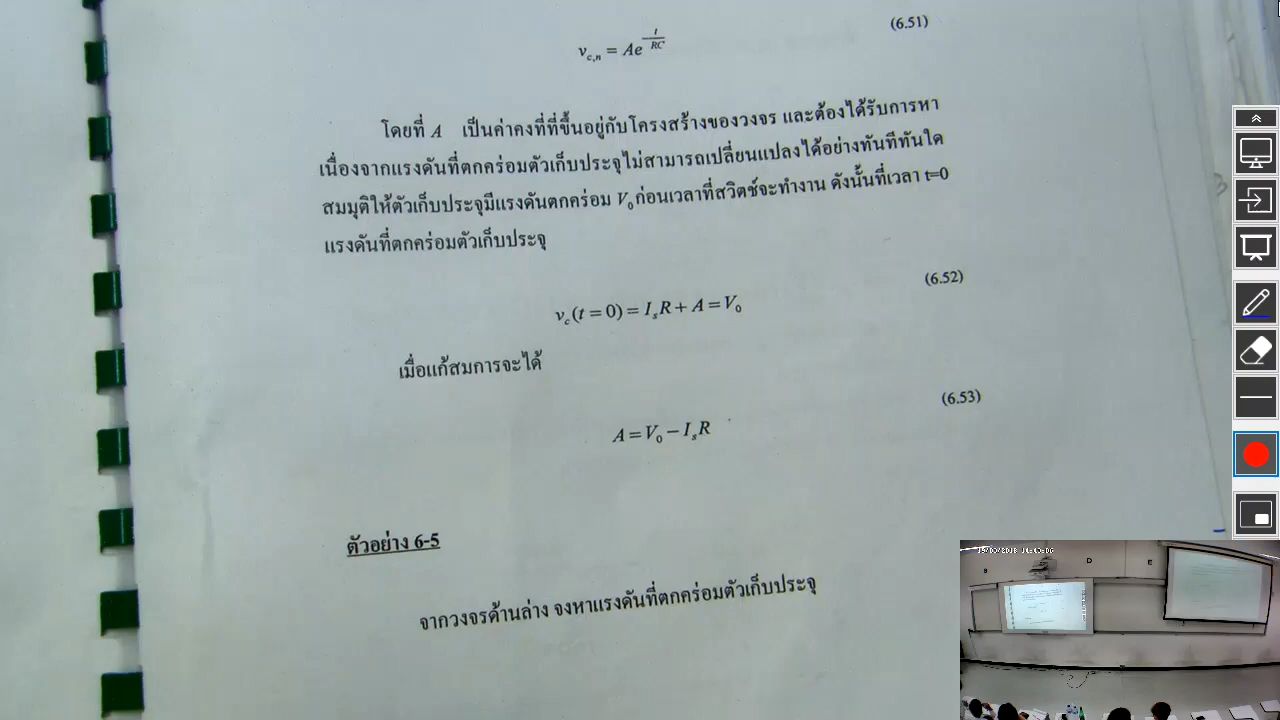 (6.51)
v_{c,n} = Ae^{-\frac{t}{RC}}
โดยที่ A เป็นค่าคงที่ที่ขึ้นอยู่กับโครงสร้างของวงจร และต้องได้รับการหา
เนื่องจากแรงดันที่ตกคร่อมตัวเก็บประจุไม่สามารถเปลี่ยนแปลงได้อย่างทันทีทันใด
สมมุติให้ตัวเก็บประจุมีแรงดันตกคร่อม V_0 ก่อนเวลาที่สวิตช์จะทำงาน ดังนั้นที่เวลา t=0
แรงดันที่ตกคร่อมตัวเก็บประจุ
(6.52)
v_c(t = 0) = I_sR + A = V_0
เมื่อแก้สมการจะได้
(6.53)
A = V_0 − I_sR
ตัวอย่าง 6-5
จากวงจรด้านล่าง จงหาแรงดันที่ตกคร่อมตัวเก็บประจุ
D
E